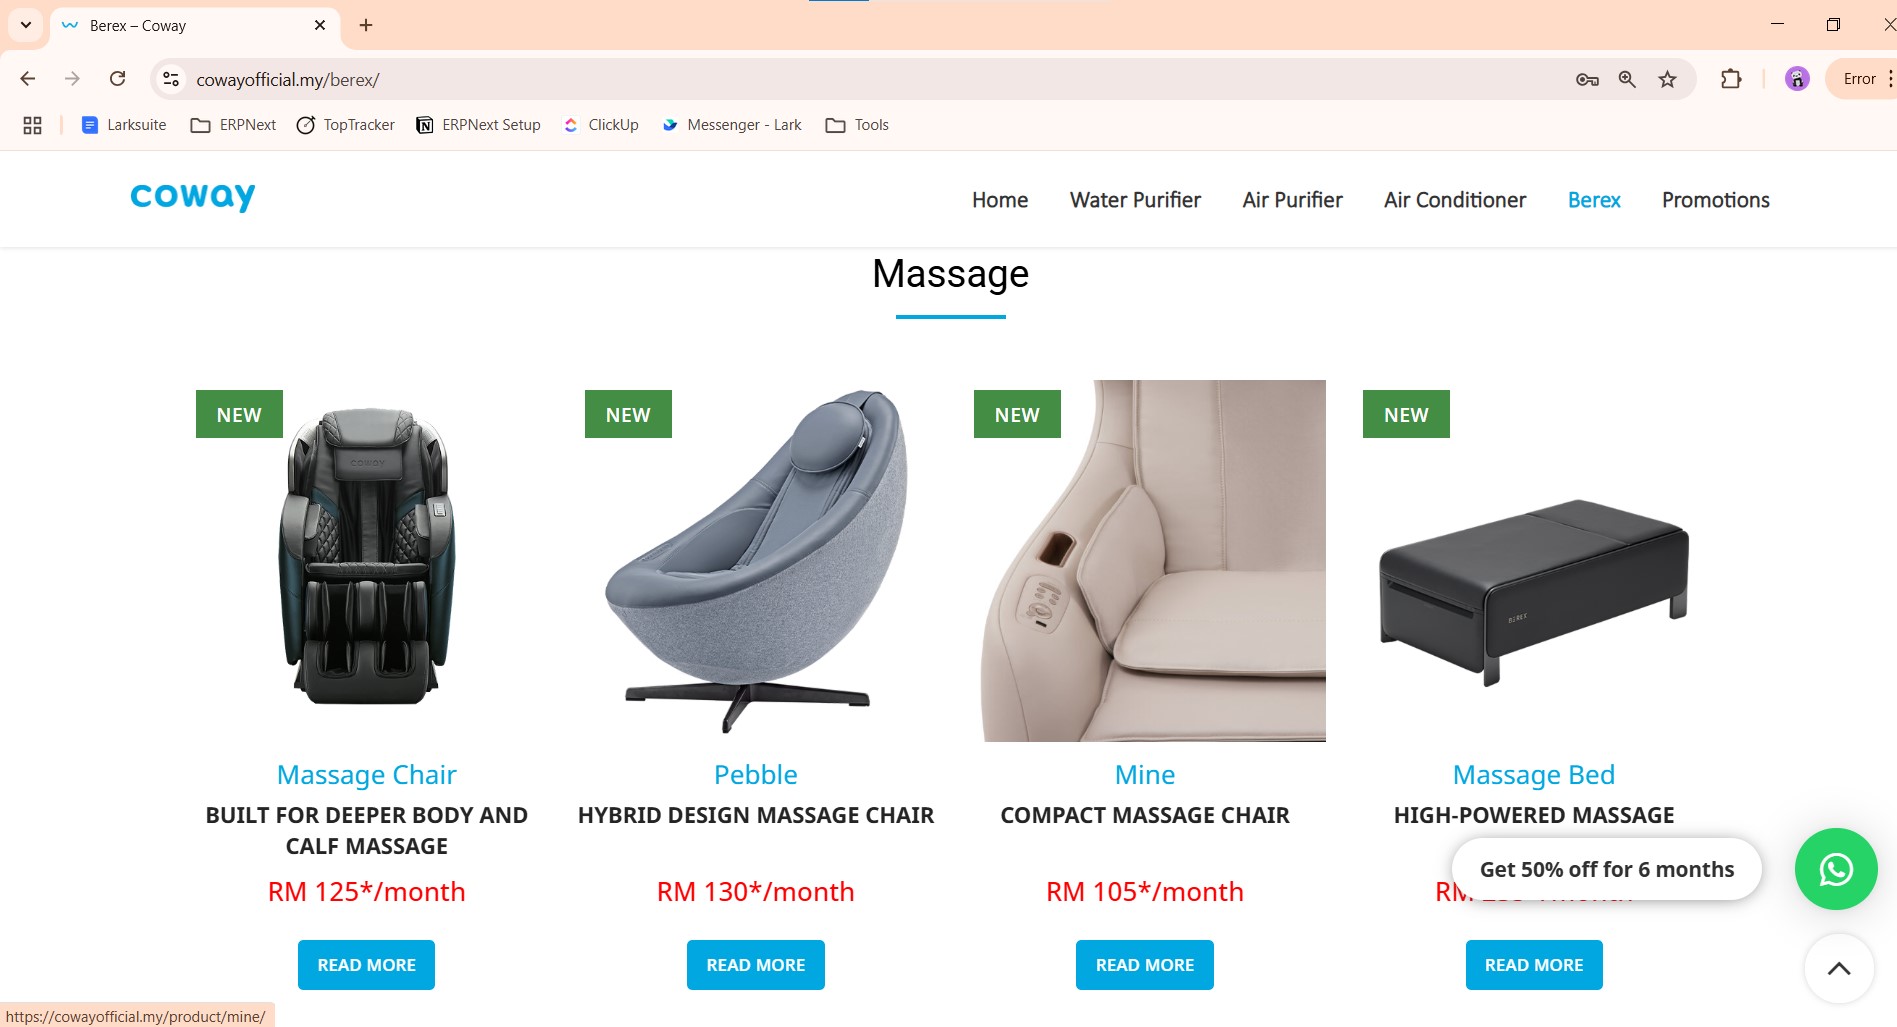 Berex – Coway
cowayofficial.my/berex/
Error
Larksuite
ERPNext
TopTracker
ERPNext Setup
ClickUp
Messenger - Lark
Tools
coway
Home
Water Purifier
Air Purifier
Air Conditioner
Berex
Promotions
Massage
NEW
COWAY
Massage Chair
BUILT FOR DEEPER BODY AND
CALF MASSAGE
RM 125*/month
READ MORE
NEW
Pebble
HYBRID DESIGN MASSAGE CHAIR
RM 130*/month
READ MORE
NEW
Mine
COMPACT MASSAGE CHAIR
RM 105*/month
READ MORE
NEW
BEREX
Massage Bed
HIGH-POWERED MASSAGE
RM
READ MORE
Get 50% off for 6 months
https://cowayofficial.my/product/mine/